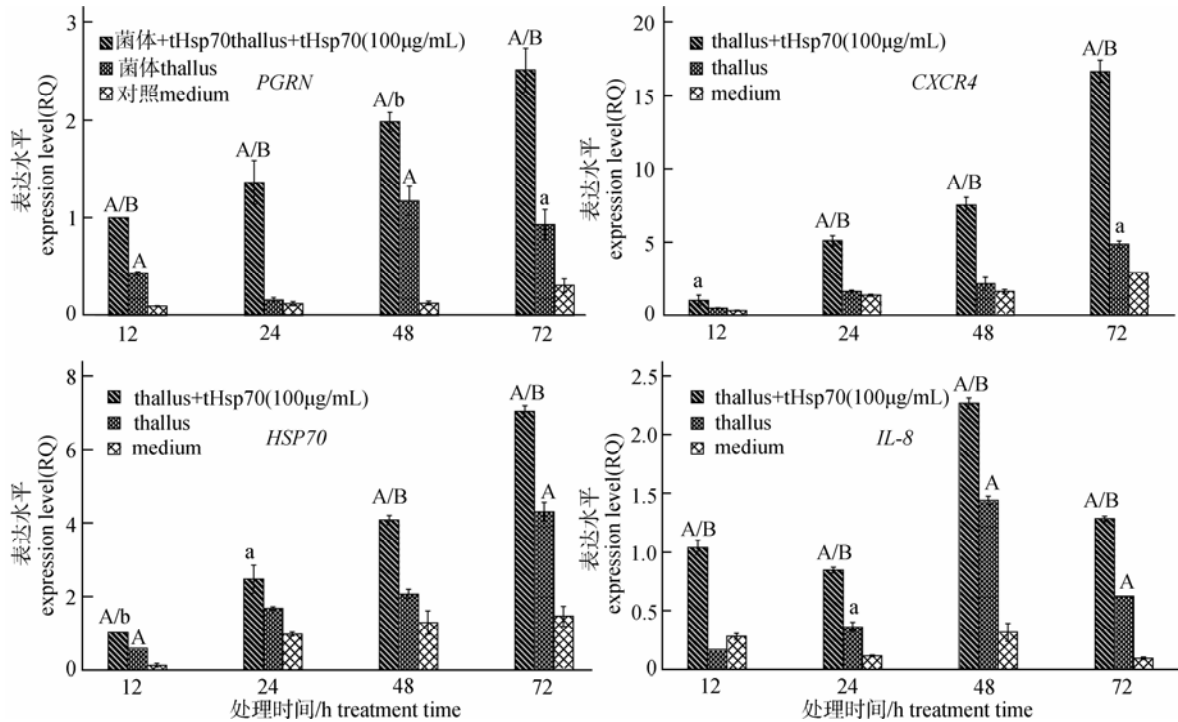 3
2
1
0
表达水平
expression level(RQ)
菌体+tHsp70thallus+tHsp70(100μg/mL)
菌体thallus
对照medium
PGRN
A/B
A
A/B
A/b
A
A/B
a
12
24
48
72
20
15
10
5
0
表达水平
expression level(RQ)
thallus+tHsp70(100μg/mL)
thallus
medium
CXCR4
a
A/B
A/B
A/B
a
12
24
48
72
8
6
4
2
0
表达水平
expression level(RQ)
thallus+tHsp70(100μg/mL)
thallus
medium
HSP70
A/b
A
a
A/B
A/B
A
12
24
48
72
处理时间/h treatment time
2.5
2.0
1.5
1.0
0.5
0
表达水平
expression level(RQ)
thallus+tHsp70(100μg/mL)
thallus
medium
IL-8
A/B
A/B
a
A/B
A
A/B
A
12
24
48
72
处理时间/h treatment time